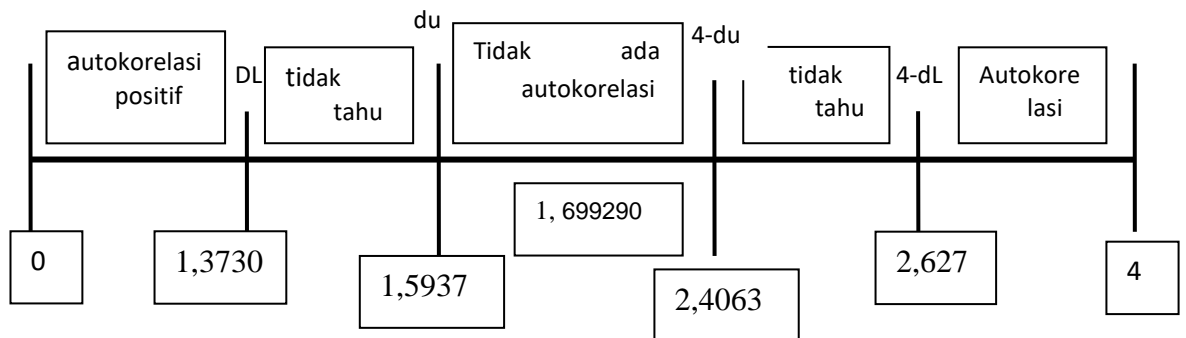 du
autokorelasi
positif
DL
tidak
tahu
Tidak ada
autokorelasi
4-du
tidak
tahu
4-dL
Autokore
lasi
1, 699290
0
1,3730
1,5937
2,4063
2,627
4